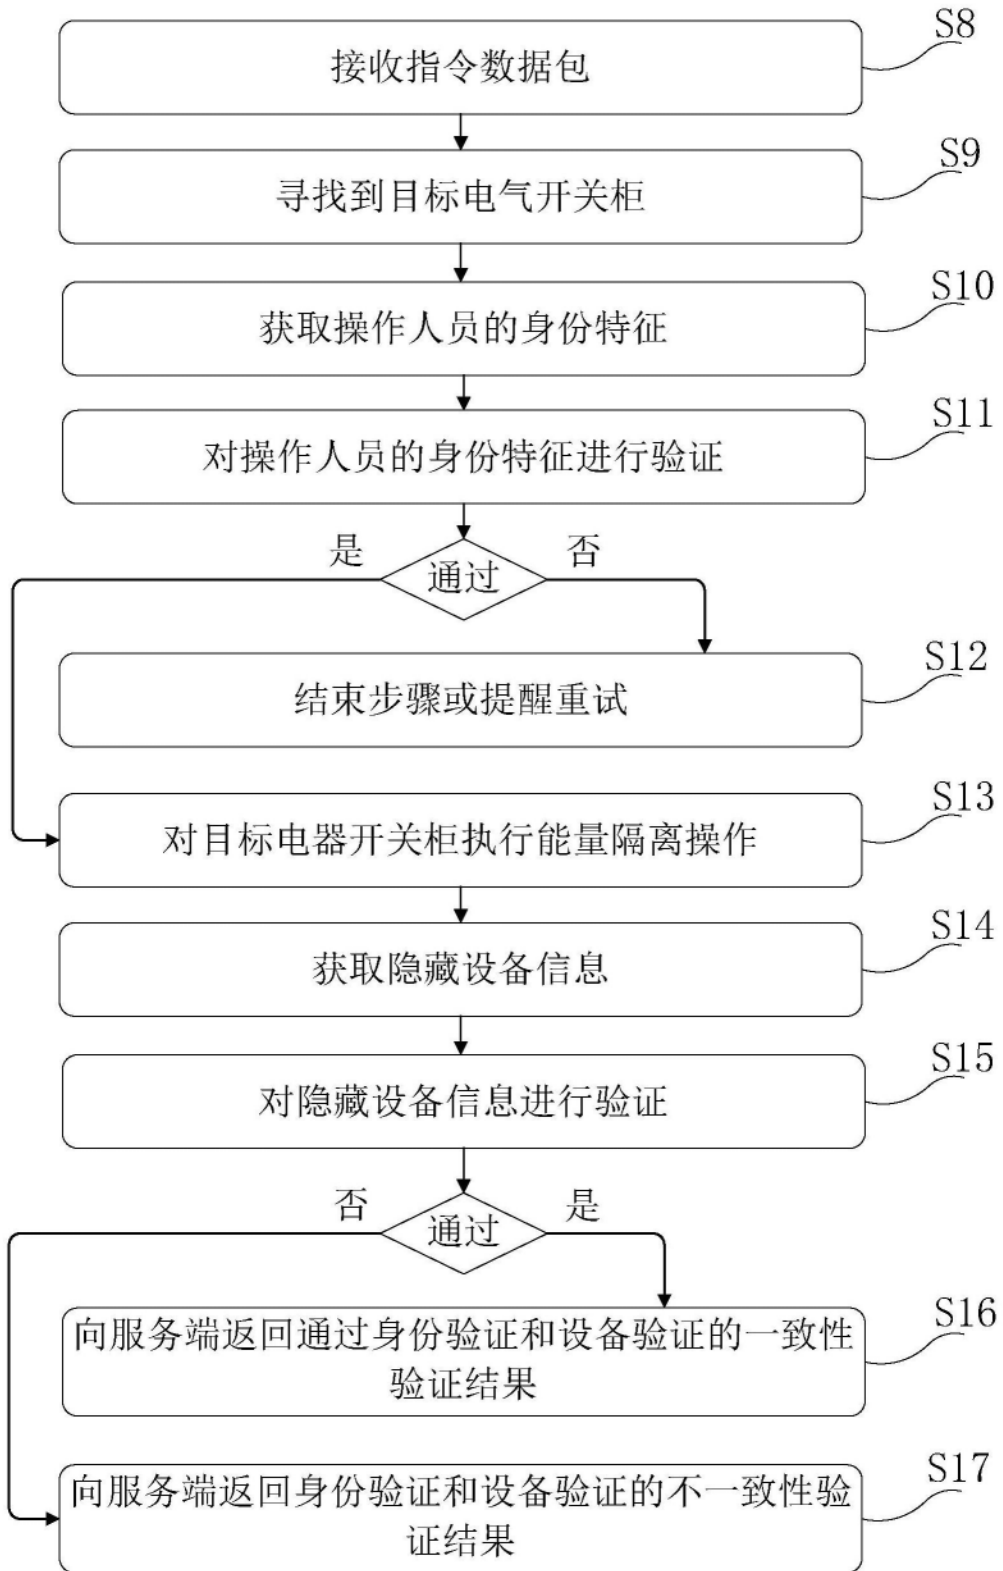 S8
接收指令数据包
S9
寻找到目标电气开关柜
S10
获取操作人员的身份特征
S11
对操作人员的身份特征进行验证
是
否
通过
S12
结束步骤或提醒重试
S13
对目标电器开关柜执行能量隔离操作
S14
获取隐藏设备信息
S15
对隐藏设备信息进行验证
否
是
通过
S16
向服务端返回通过身份验证和设备验证的一致性
验证结果
S17
向服务端返回身份验证和设备验证的不一致性验
证结果